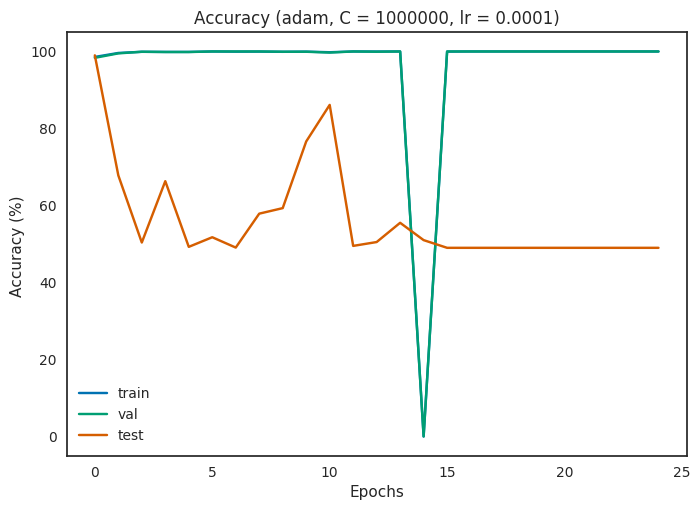 Accuracy (adam, C = 1000000, lr = 0.0001)
Accuracy (%)
100
80
60
40
20
0
train
val
test
0 5 10 15 20 25
Epochs